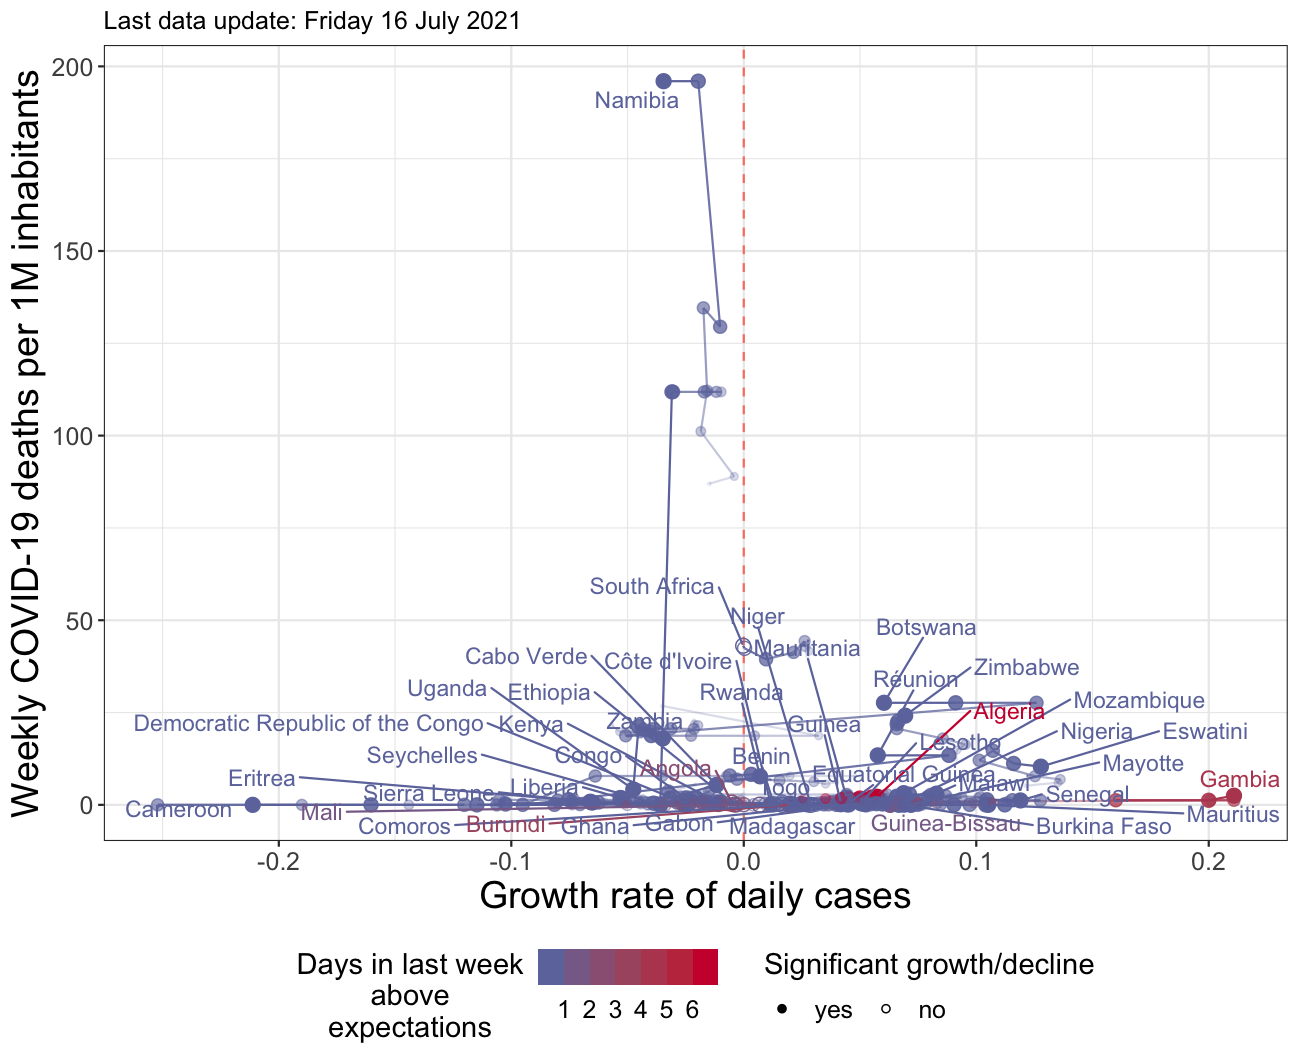 Last data update: Friday 16 July 2021
Weekly COVID-19 deaths per 1M inhabitants
200
150
100
50
0
Namibia
South Africa
Niger
Mauritania
Botswana
Cabo Verde
Côte d'Ivoire
Zimbabwe
Réunion
Uganda
Ethiopia
Rwanda
Mozambique
Algeria
Democratic Republic of the Congo
Kenya
Zambia
Guinea
Nigeria
Eswatini
Lesotho
Seychelles
Congo
Benin
Mayotte
Angola
Equatorial Guinea
Eritrea
Gambia
Sierra Leone
Liberia
Togo
Malawi
Senegal
Cameroon
Mali
Mauritius
Comoros
Burundi
Ghana
Gabon
Madagascar
Guinea-Bissau
Burkina Faso
-0.2
-0.1
0.0
0.1
0.2
Growth rate of daily cases
Days in last week
above
expectations
1 2 3 4 5 6
Significant growth/decline
yes
no